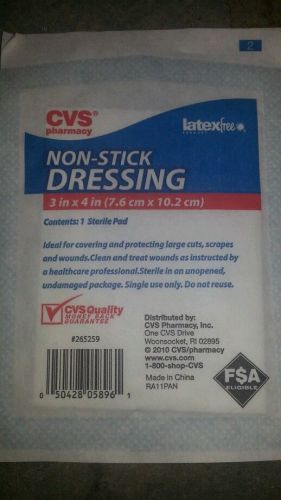 2
CVS®
pharmacy
latexfree
PRODUCT
NON-STICK
DRESSING
3 in x 4 in (7.6 cm x 10.2 cm)
Contents: 1 Sterile Pad
Ideal for covering and protecting large cuts, scrapes
and wounds.Clean and treat wounds as instructed by
a healthcare professional.Sterile in an unopened,
undamaged package. Single use only. Do not reuse.
CVS Quality
MONEY BACK
GUARANTEE
#265259
Distributed by:
CVS Pharmacy, Inc.
One CVS Drive
Woonsocket, RI 02895
© 2010 CVS/pharmacy
www.cvs.com
1-800-shop-CVS
Made in China
RA11PAN
F$A
ELIGIBLE
0 50428 05896 1